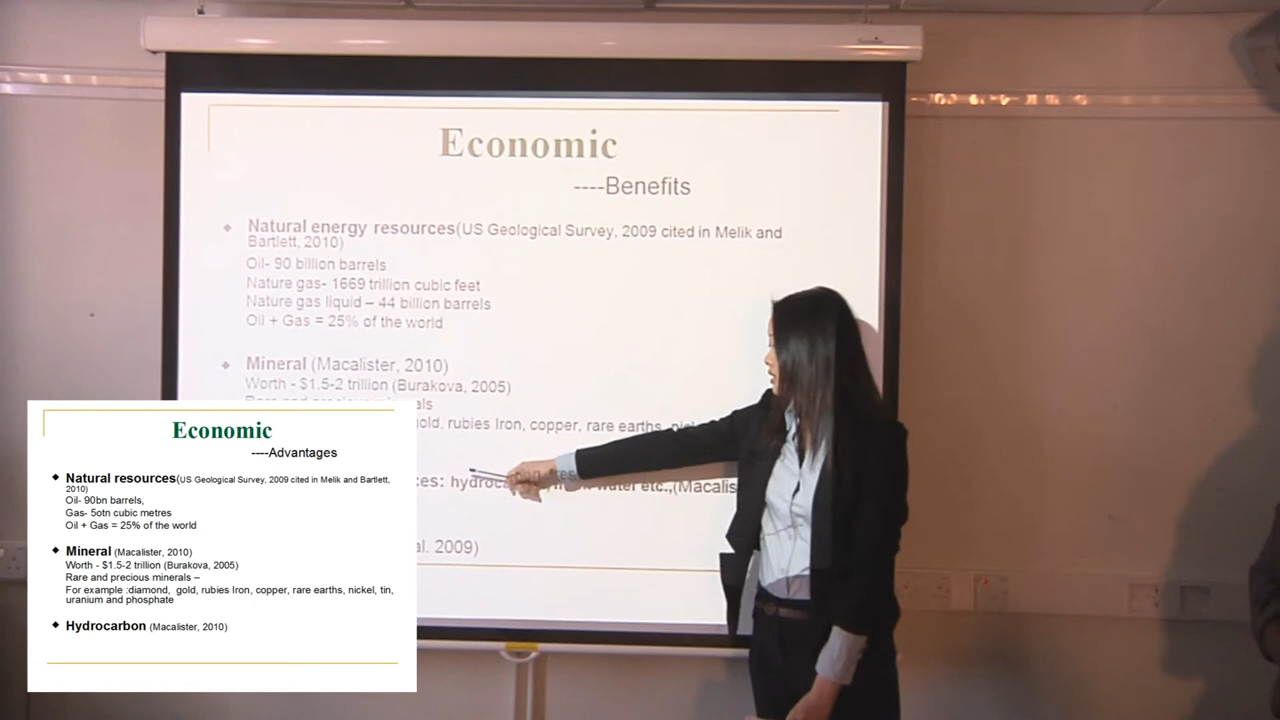 Economic
----Benefits
Natural energy resources(US Geological Survey, 2009 cited in Melik and
Bartlett, 2010)
Oil- 90 billion barrels
Nature gas- 1669 trillion cubic feet
Nature gas liquid – 44 billion barrels
Oil + Gas = 25% of the world
Mineral (Macalister, 2010)
Worth - $1.5-2 trillion (Burakova, 2005)
Rare and precious minerals
gold, rubies Iron, copper, rare earths,
water etc.,
2009)
Economic
----Advantages
Natural resources(US Geological Survey, 2009 cited in Melik and Bartlett,
2010)
Oil- 90bn barrels,
Gas- 5otn cubic metres
Oil + Gas = 25% of the world
Mineral (Macalister, 2010)
Worth - $1.5-2 trillion (Burakova, 2005)
Rare and precious minerals –
For example :diamond, gold, rubies Iron, copper, rare earths, nickel, tin,
uranium and phosphate
Hydrocarbon (Macalister, 2010)